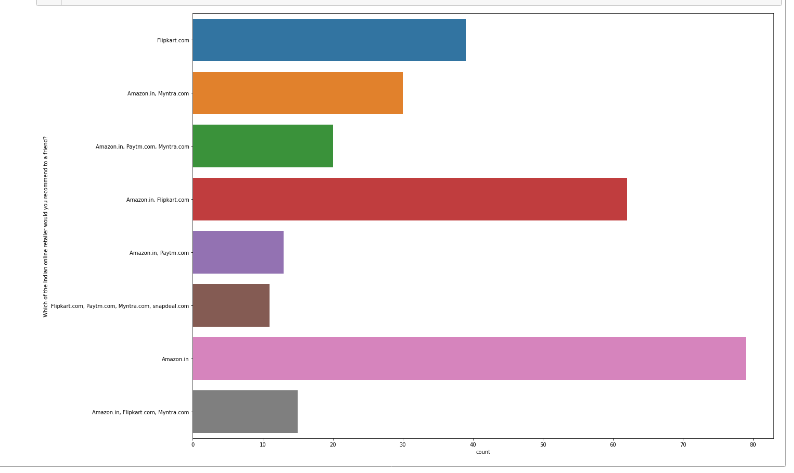 Which of the Indian online retailer would you recommend to a friend?
Flipkart.com
Amazon.in, Myntra.com
Amazon.in, Paytm.com, Myntra.com
Amazon.in, Flipkart.com
Amazon.in, Paytm.com
Flipkart.com, Paytm.com, Myntra.com, snapdeal.com
Amazon.in
Amazon.in, Flipkart.com, Myntra.com
0 10 20 30 40 50 60 70 80
count